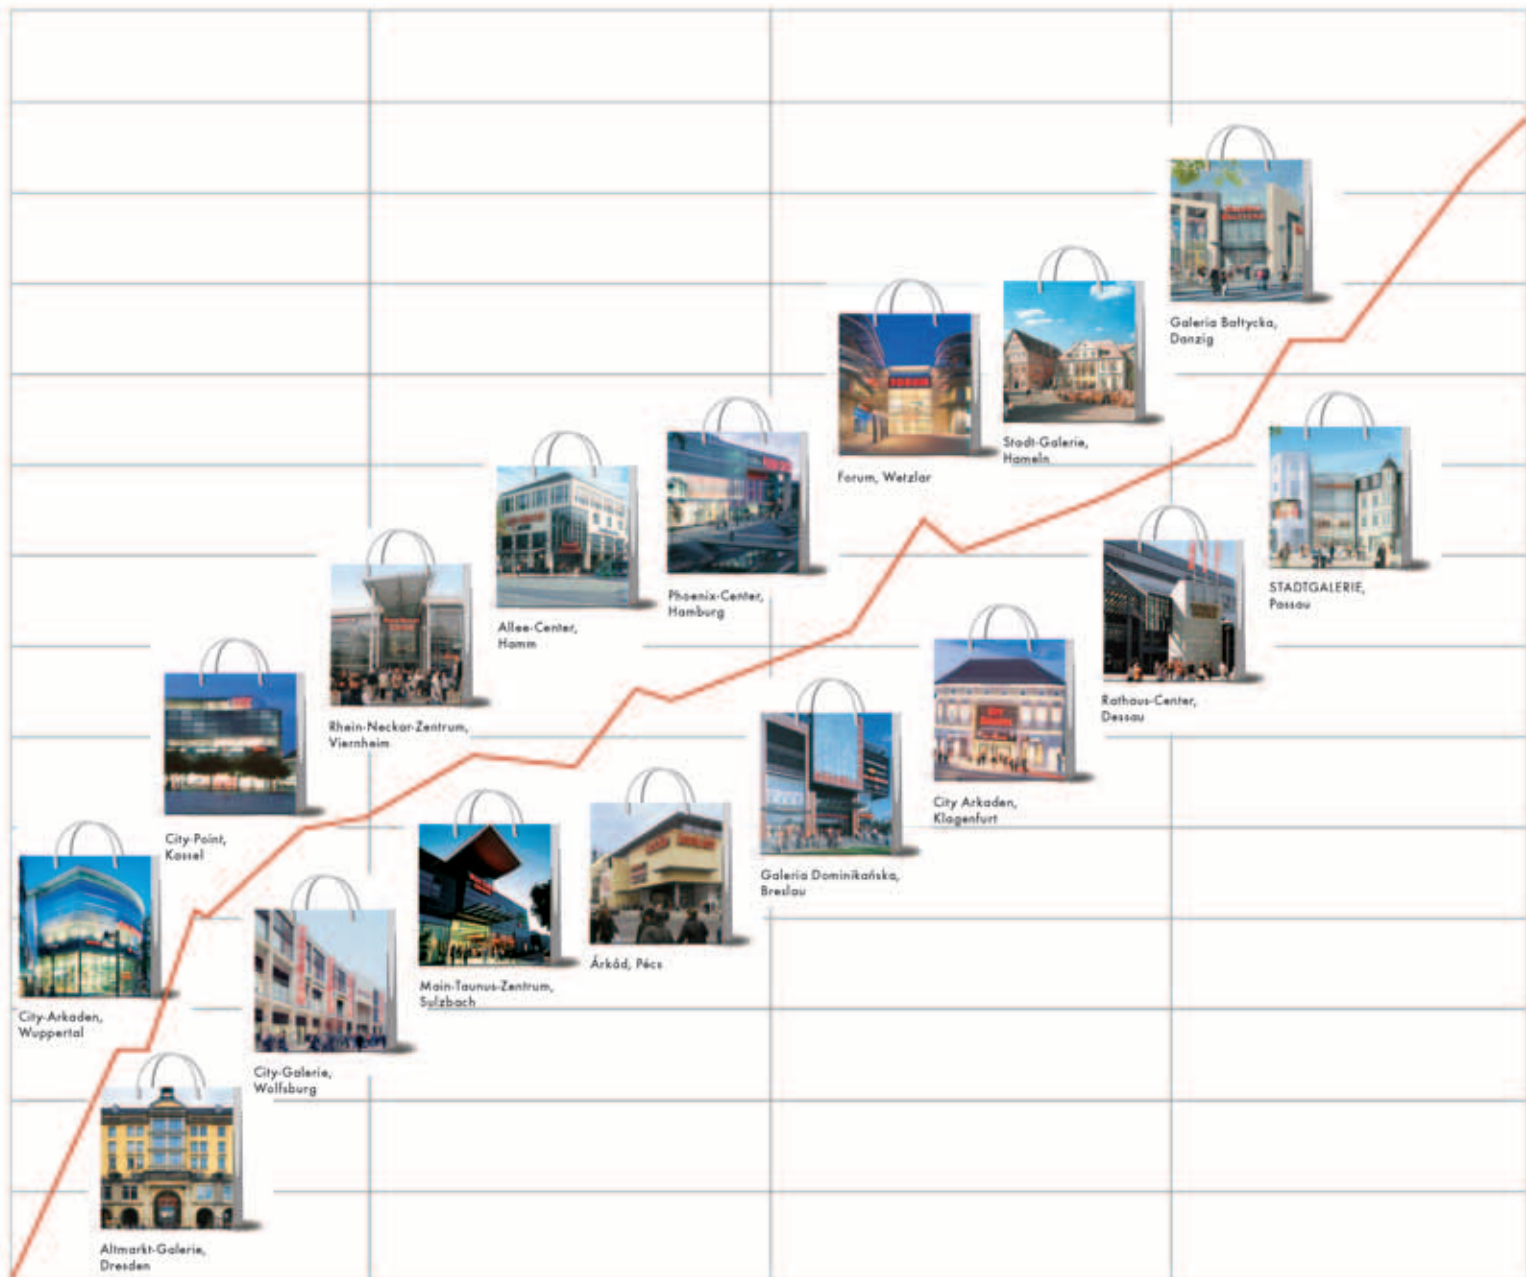 Galeria Bałtycka,
Danzig
Stadt-Galerie,
Hameln
FORUM
Forum, Wetzlar
STADTGALERIE,
Passau
Phoenix-Center,
Hamburg
Allee-Center,
Hamm
Rathaus-Center,
Dessau
Rhein-Neckar-Zentrum,
Viernheim
City Arkaden,
Klagenfurt
City-Point,
Kassel
Galeria Dominikańska,
Breslau
Árkád, Pécs
Main-Taunus-Zentrum,
Sulzbach
City-Arkaden,
Wuppertal
City-Galerie,
Wolfsburg
Altmarkt-Galerie,
Dresden